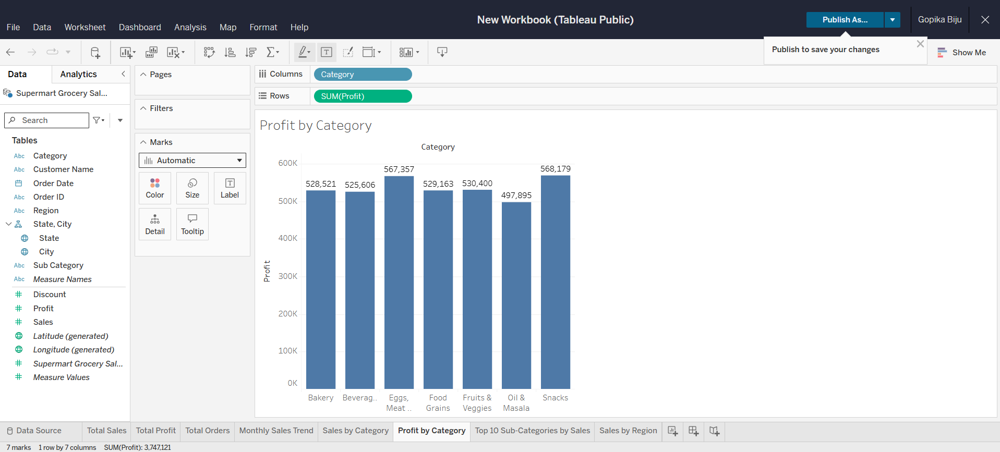 New Workbook (Tableau Public)
Publish As...
Gopika Biju
File Data Worksheet Dashboard Analysis Map Format Help
Publish to save your changes
Show Me
Data Analytics
Supermart Grocery Sal...
Search
Tables
Abc Category
Abc Customer Name
Order Date
Abc Order ID
Abc Region
State, City
State
City
Abc Sub Category
Abc Measure Names
Discount
Profit
Sales
Latitude (generated)
Longitude (generated)
Supermart Grocery Sal...
Measure Values
Pages
Filters
Marks
Automatic
Color Size Label
Detail Tooltip
Columns Category
Rows SUM(Profit)
Profit by Category
Category
600K
500K
400K
300K
200K
100K
0K
Profit
528,521 525,606 567,357 529,163 530,400 497,895 568,179
Bakery Beverag.. Eggs, Food Fruits & Oil & Snacks
Meat .. Grains Veggies Masala
Data Source Total Sales Total Profit Total Orders Monthly Sales Trend Sales by Category Profit by Category Top 10 Sub-Categories by Sales Sales by Region
7 marks 1 row by 7 columns SUM(Profit): 3,747,121